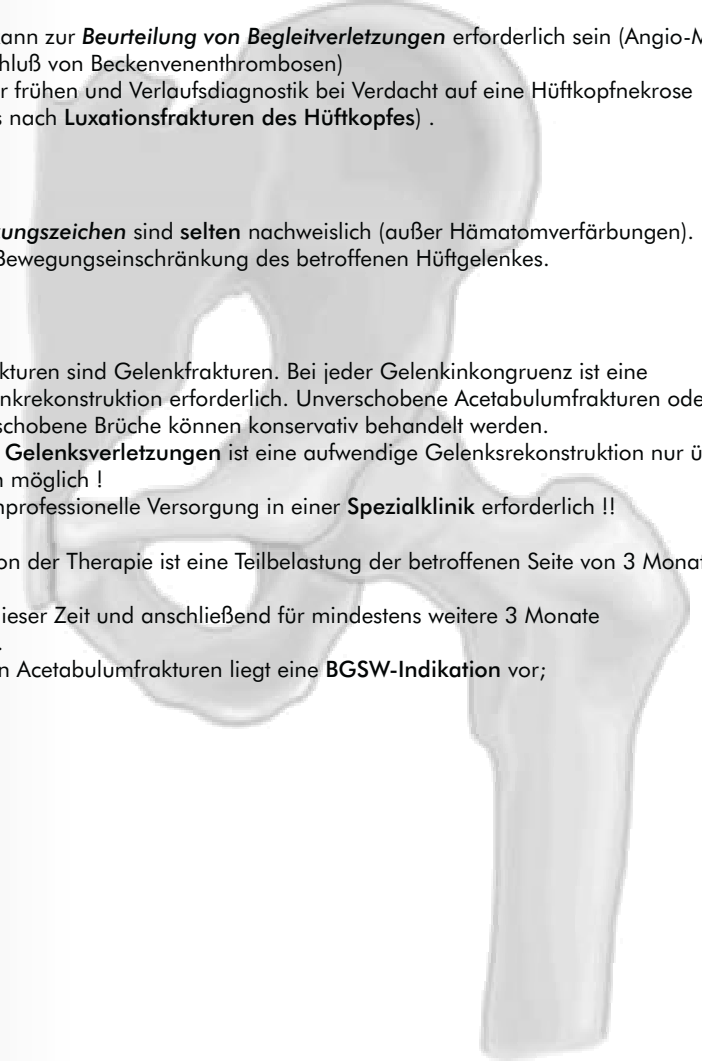 kann zur Beurteilung von Begleitverletzungen erforderlich sein (Angio-M
hluß von Beckenvenenthrombosen)
r frühen und Verlaufsdiagnostik bei Verdacht auf eine Hüftkopfnekrose
s nach Luxationsfrakturen des Hüftkopfes) .
ungszeichen sind selten nachweislich (außer Hämatomverfärbungen).
Bewegungseinschränkung des betroffenen Hüftgelenkes.
kturen sind Gelenkfrakturen. Bei jeder Gelenkinkongruenz ist eine
nkrekonstruktion erforderlich. Unverschobene Acetabulumfrakturen ode
schobene Brüche können konservativ behandelt werden.
Gelenksverletzungen ist eine aufwendige Gelenksrekonstruktion nur ü
n möglich !
nprofessionelle Versorgung in einer Spezialklinik erforderlich !!
on der Therapie ist eine Teilbelastung der betroffenen Seite von 3 Monat
dieser Zeit und anschließend für mindestens weitere 3 Monate
.
n Acetabulumfrakturen liegt eine BGSW-Indikation vor;